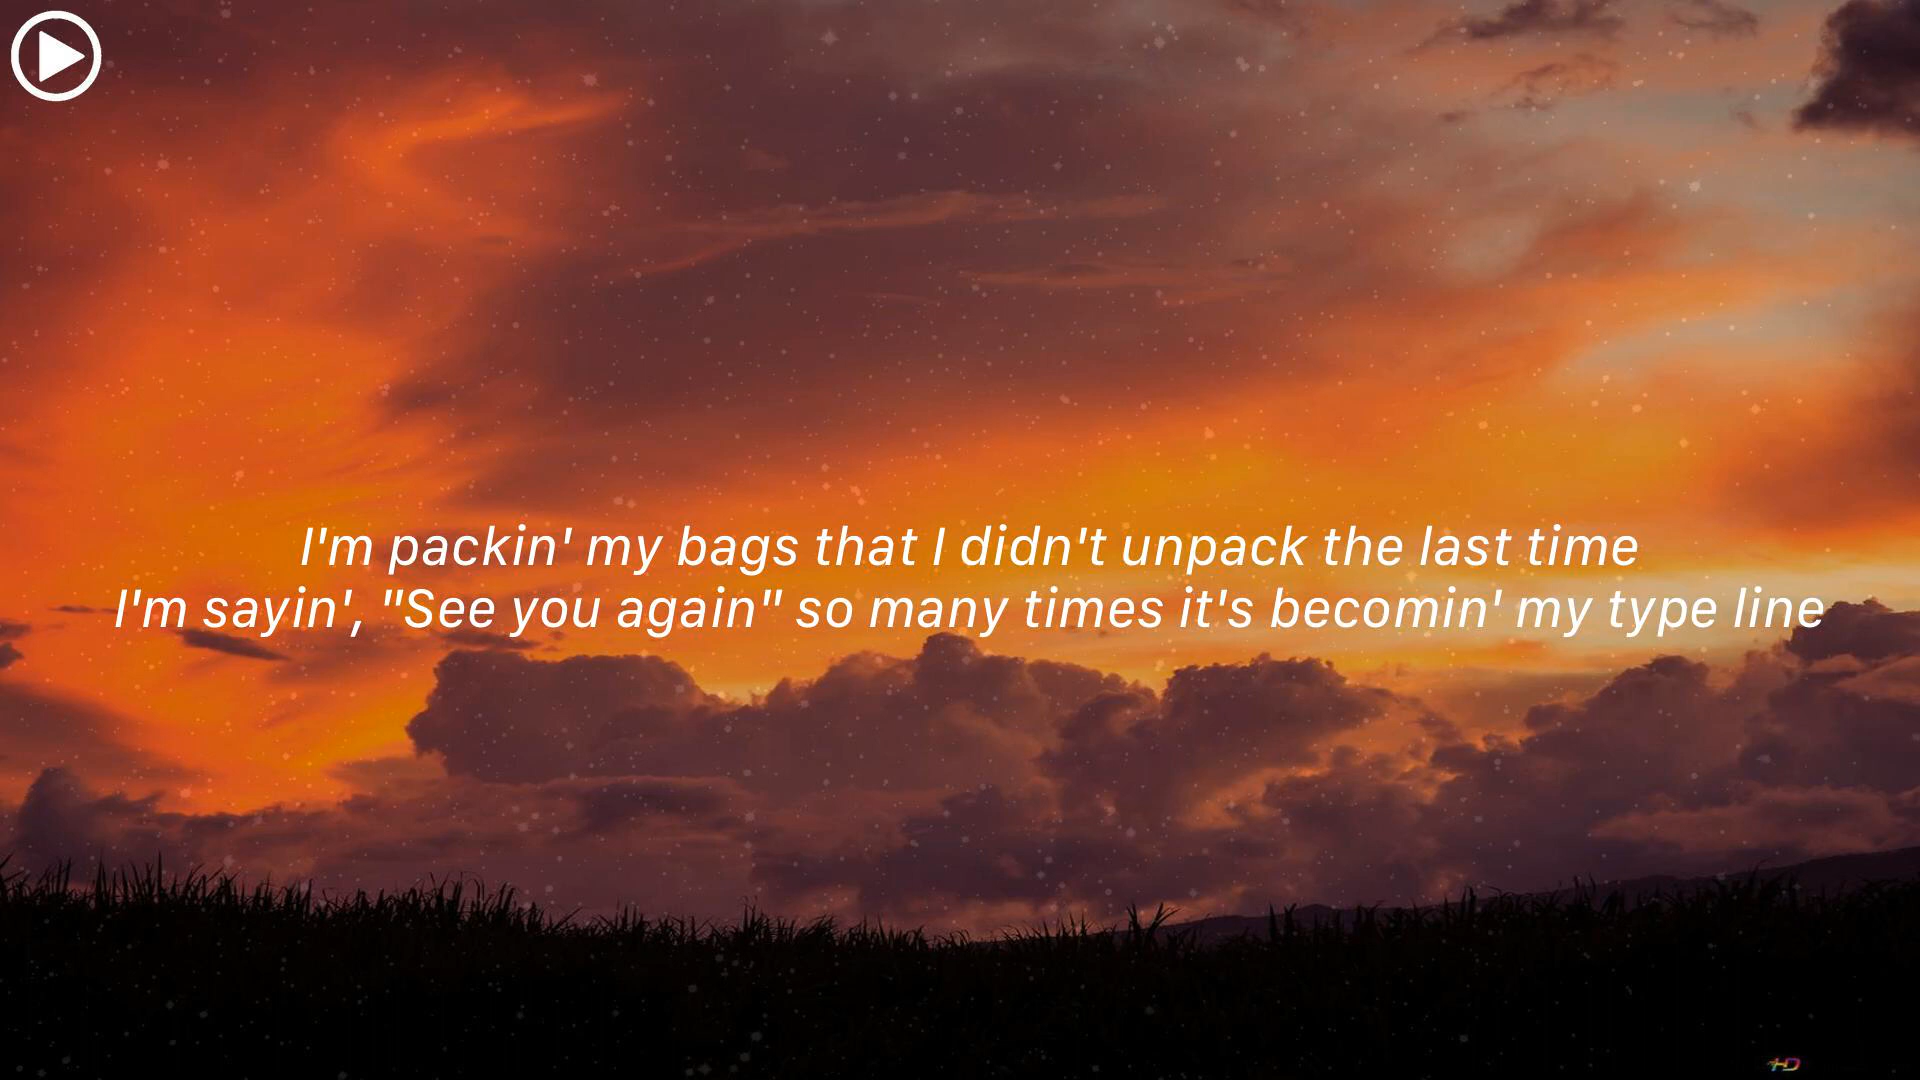 I'm packin' my bags that I didn't unpack the last time
I'm sayin', "See you again" so many times it's becomin' my type line
HD